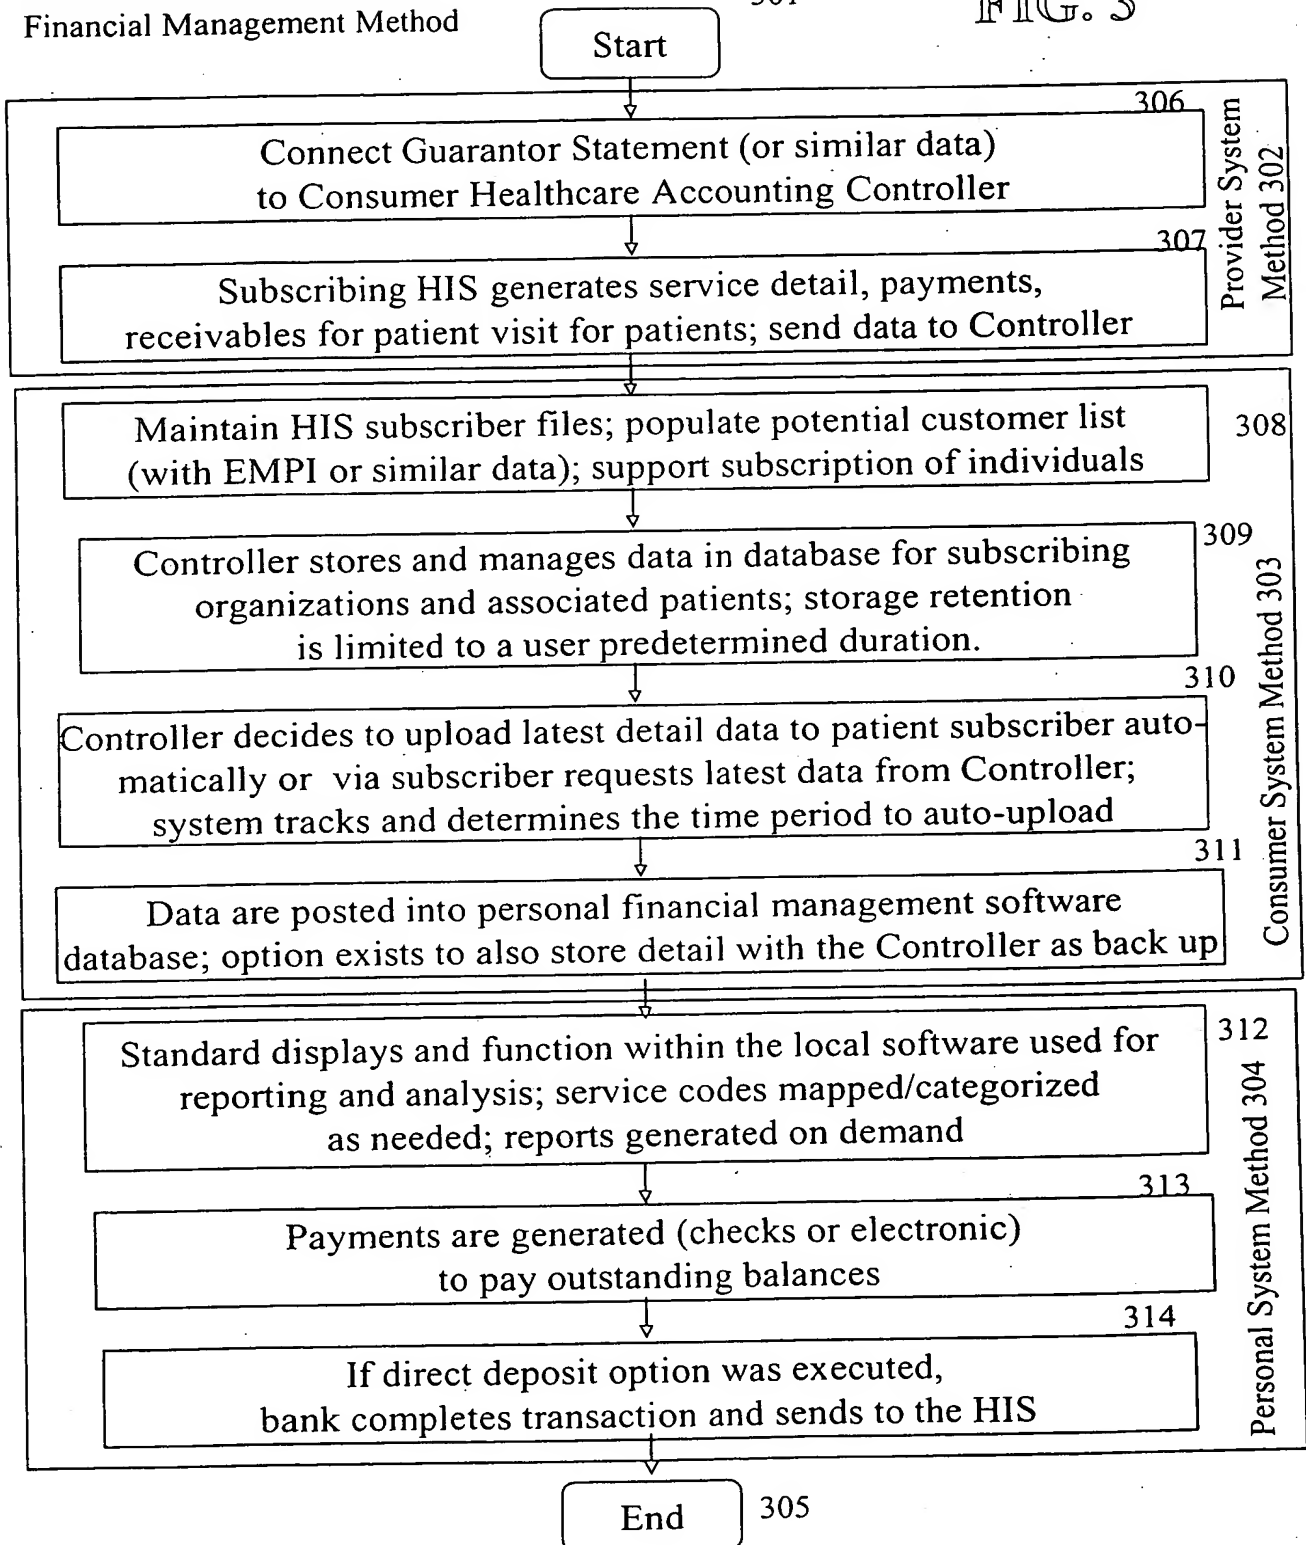 Financial Management Method
301
FIG. 3
Start
306
Connect Guarantor Statement (or similar data)
to Consumer Healthcare Accounting Controller
Provider System
Method 302
307
Subscribing HIS generates service detail, payments,
receivables for patient visit for patients; send data to Controller
Maintain HIS subscriber files; populate potential customer list
(with EMPI or similar data); support subscription of individuals
308
309
Controller stores and manages data in database for subscribing
organizations and associated patients; storage retention
is limited to a user predetermined duration.
310
Controller decides to upload latest detail data to patient subscriber auto-
matically or via subscriber requests latest data from Controller;
system tracks and determines the time period to auto-upload
Consumer System Method 303
311
Data are posted into personal financial management software
database; option exists to also store detail with the Controller as back up
312
Standard displays and function within the local software used for
reporting and analysis; service codes mapped/categorized
as needed; reports generated on demand
Personal System Method 304
313
Payments are generated (checks or electronic)
to pay outstanding balances
314
If direct deposit option was executed,
bank completes transaction and sends to the HIS
End
305